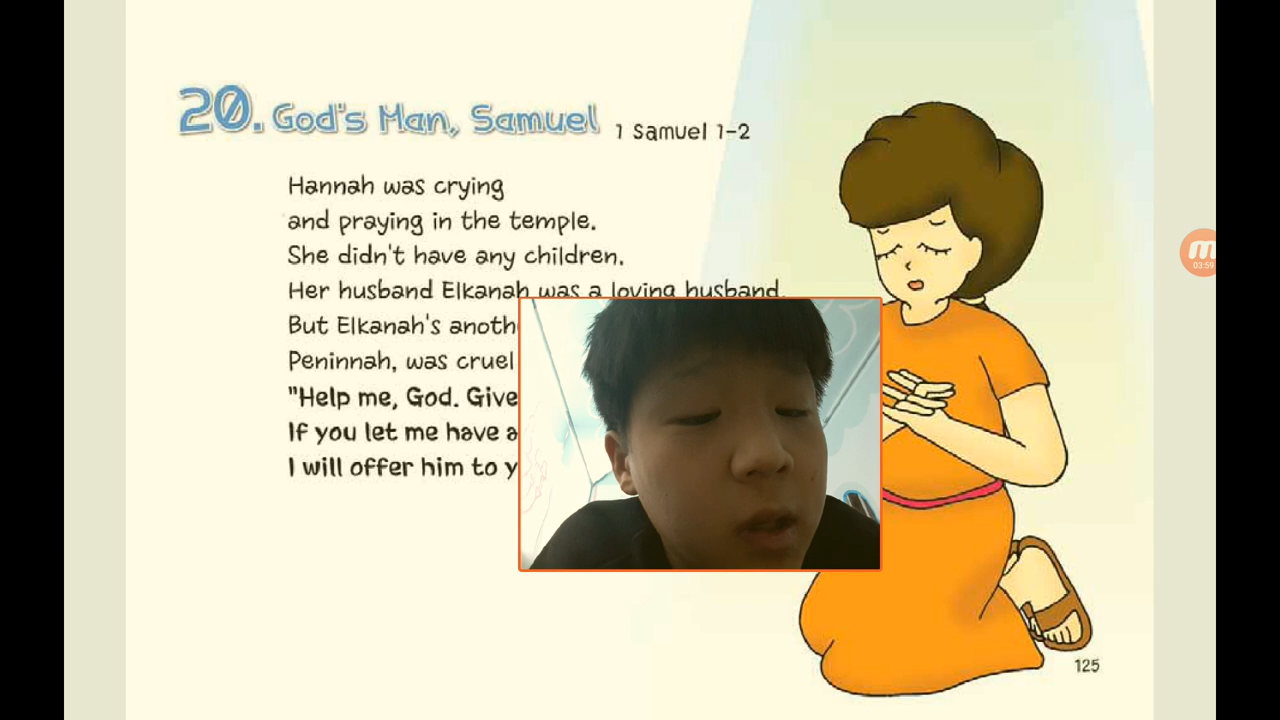 20. God's Man, Samuel 1 Samuel 1-2
Hannah was crying
and praying in the temple.
She didn't have any children.
Her husband Elkanah was a loving husband.
But Elkanah's
Peninnah, was cruel
"Help me, God. Give
If you let me have a
I will offer him to
125
03:59